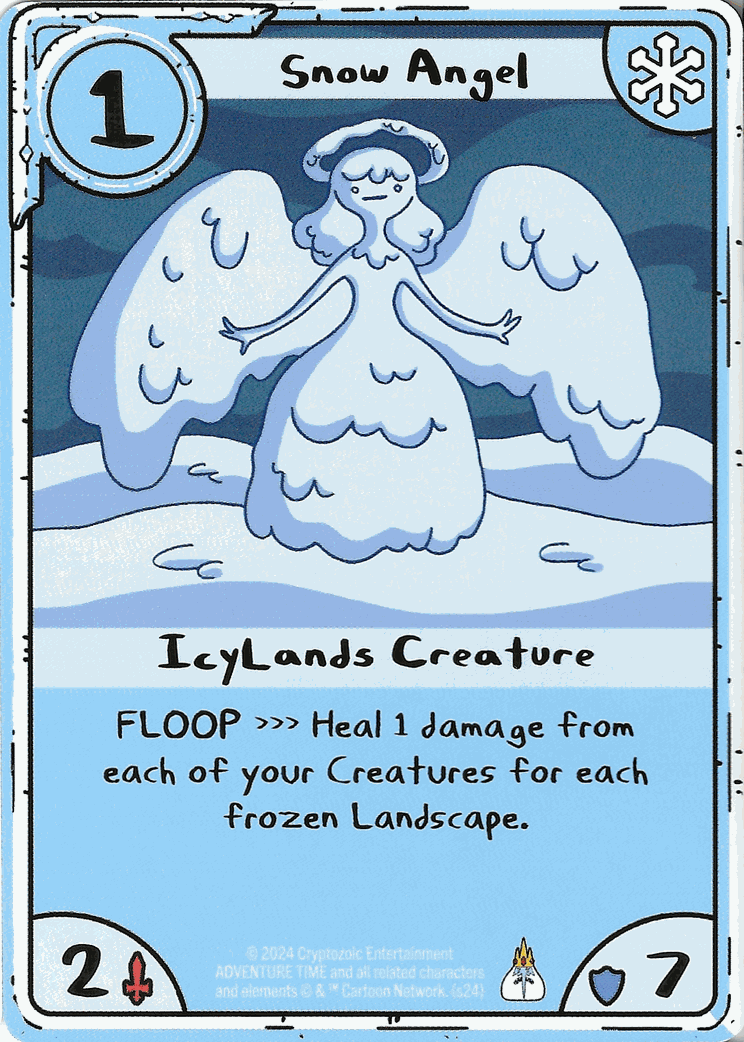 1
Snow Angel
IcyLands Creature
FLOOP >>> Heal 1 damage from
each of your Creatures for each
frozen Landscape.
2
© 2024 Cryptozoic Entertainment
ADVENTURE TIME and all related characters
and elements © & ™ Cartoon Network. (s24)
7